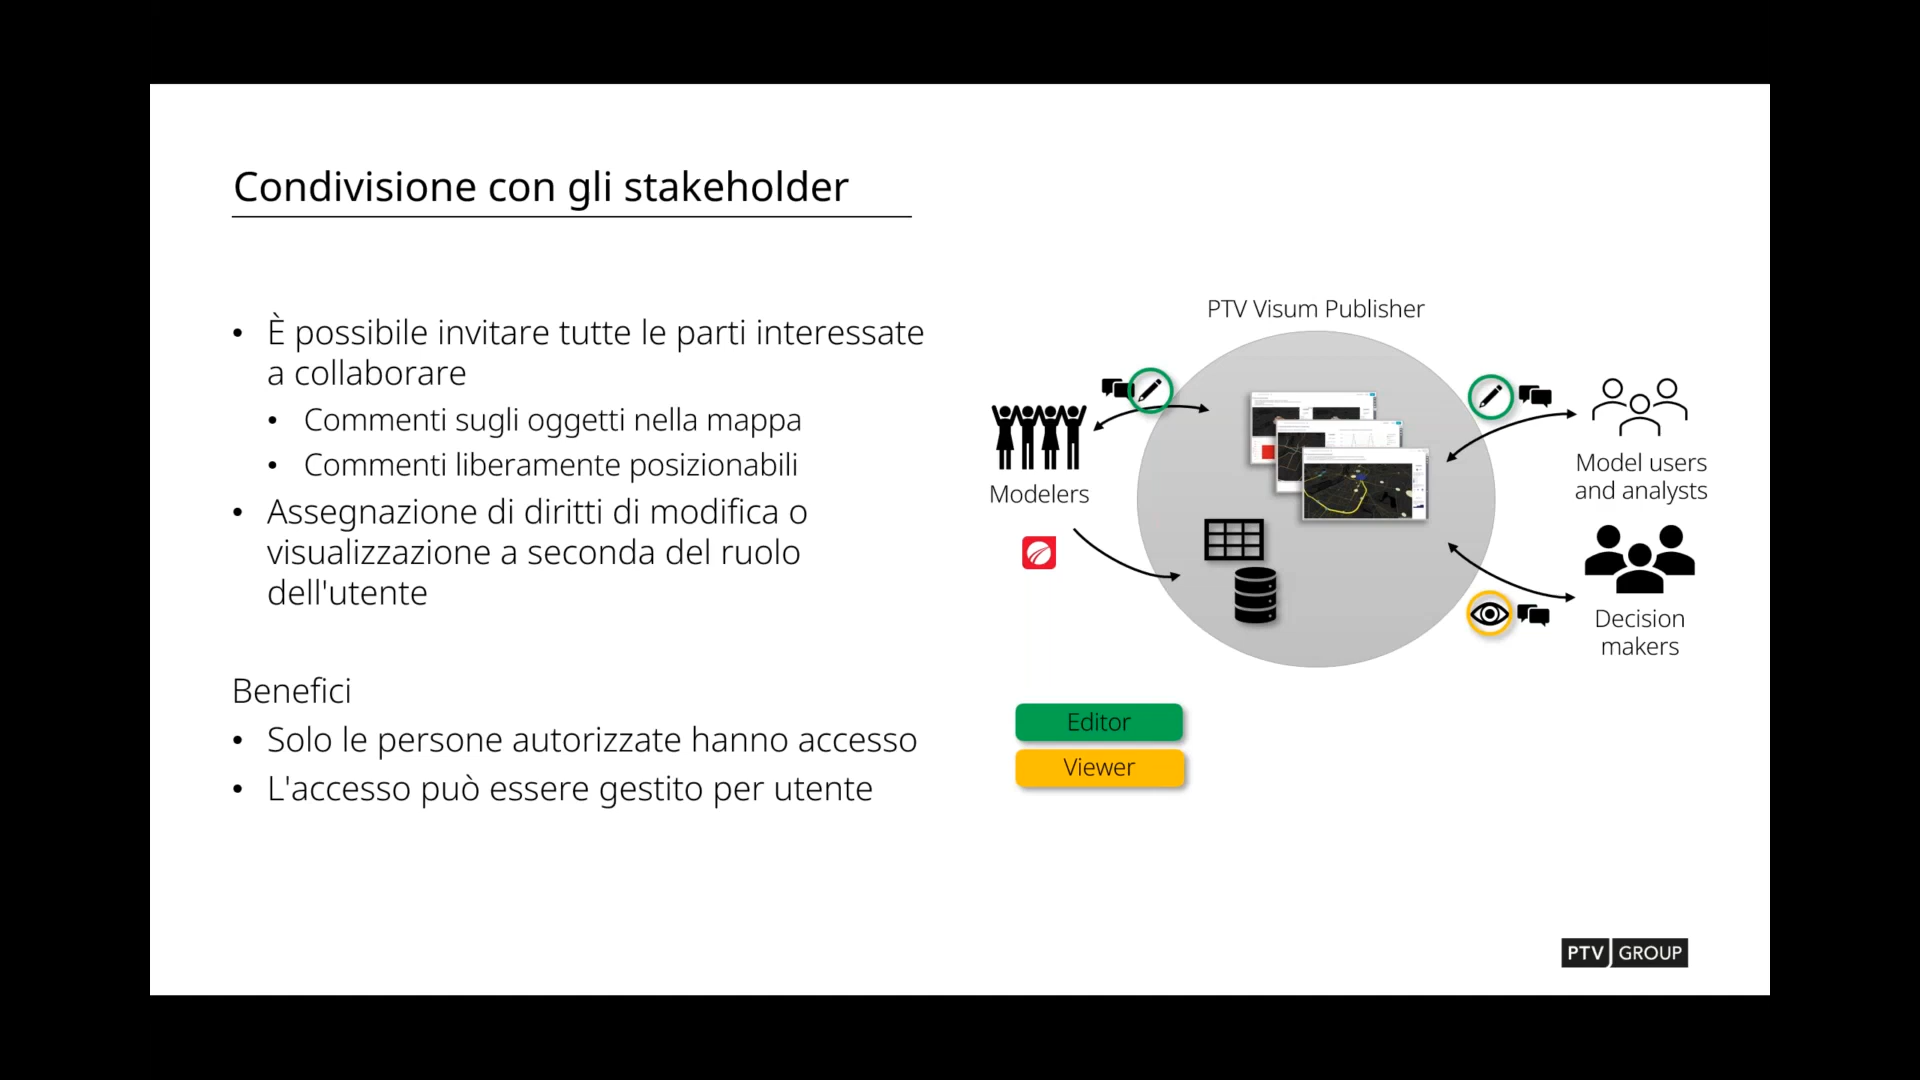 Condivisione con gli stakeholder
• È possibile invitare tutte le parti interessate
a collaborare
• Commenti sugli oggetti nella mappa
• Commenti liberamente posizionabili
• Assegnazione di diritti di modifica o
visualizzazione a seconda del ruolo
dell'utente
Benefici
• Solo le persone autorizzate hanno accesso
• L'accesso può essere gestito per utente
PTV Visum Publisher
Modelers
Model users
and analysts
Decision
makers
Editor
Viewer
PTV GROUP